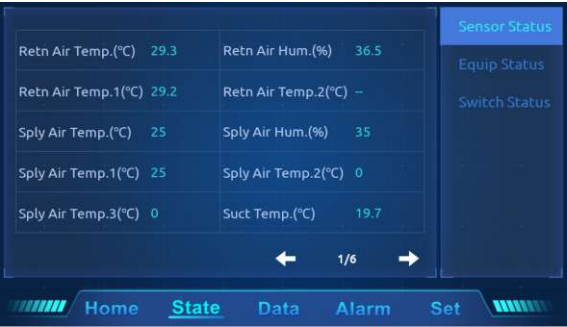 Retn Air Temp.(℃) 29.3 Retn Air Hum.(%) 36.5
Retn Air Temp.1(℃) 29.2 Retn Air Temp.2(℃) --
Sply Air Temp.(℃) 25 Sply Air Hum.(%) 35
Sply Air Temp.1(℃) 25 Sply Air Temp.2(℃) 0
Sply Air Temp.3(℃) 0 Suct Temp.(℃) 19.7
1/6
Sensor Status
Equip Status
Switch Status
Home State Data Alarm Set